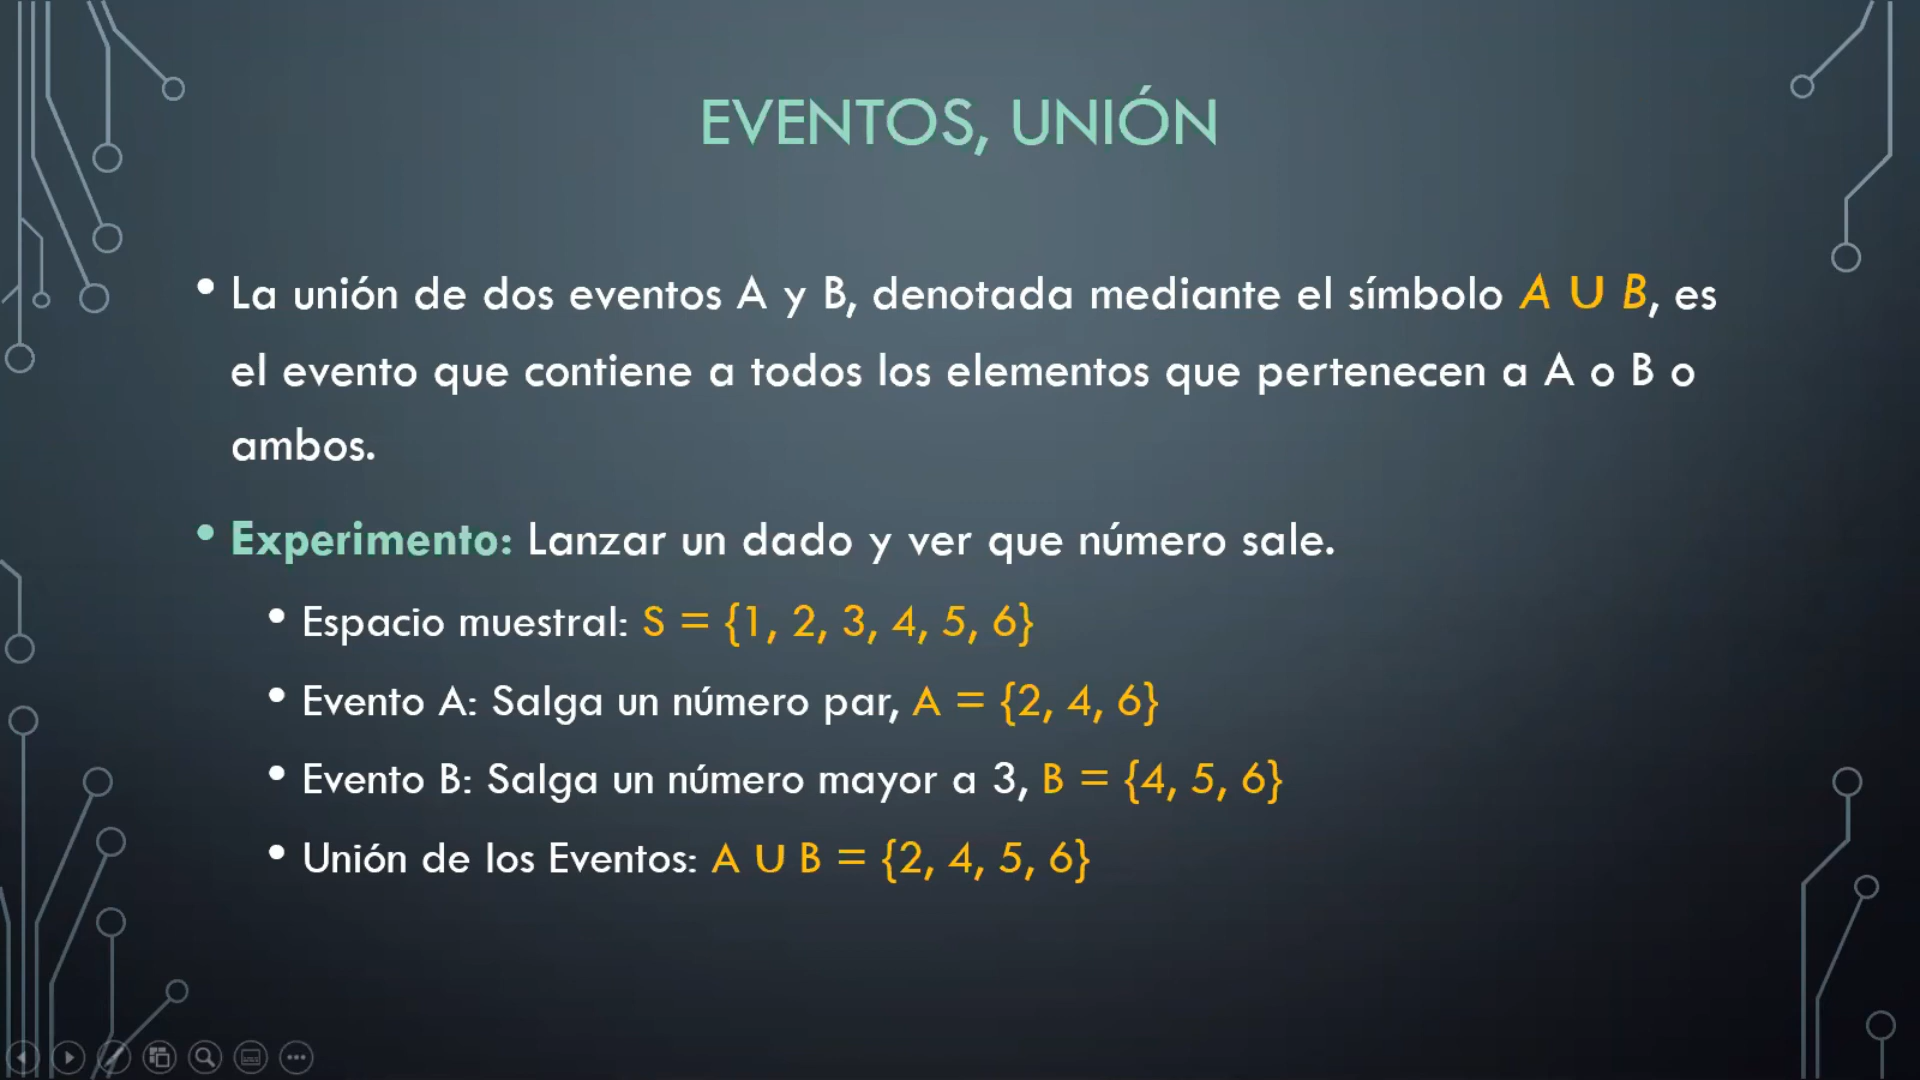 EVENTOS, UNIÓN
• La unión de dos eventos A y B, denotada mediante el símbolo A ∪ B, es
el evento que contiene a todos los elementos que pertenecen a A o B o
ambos.
• Experimento: Lanzar un dado y ver que número sale.
• Espacio muestral: S = {1, 2, 3, 4, 5, 6}
• Evento A: Salga un número par, A = {2, 4, 6}
• Evento B: Salga un número mayor a 3, B = {4, 5, 6}
• Unión de los Eventos: A ∪ B = {2, 4, 5, 6}